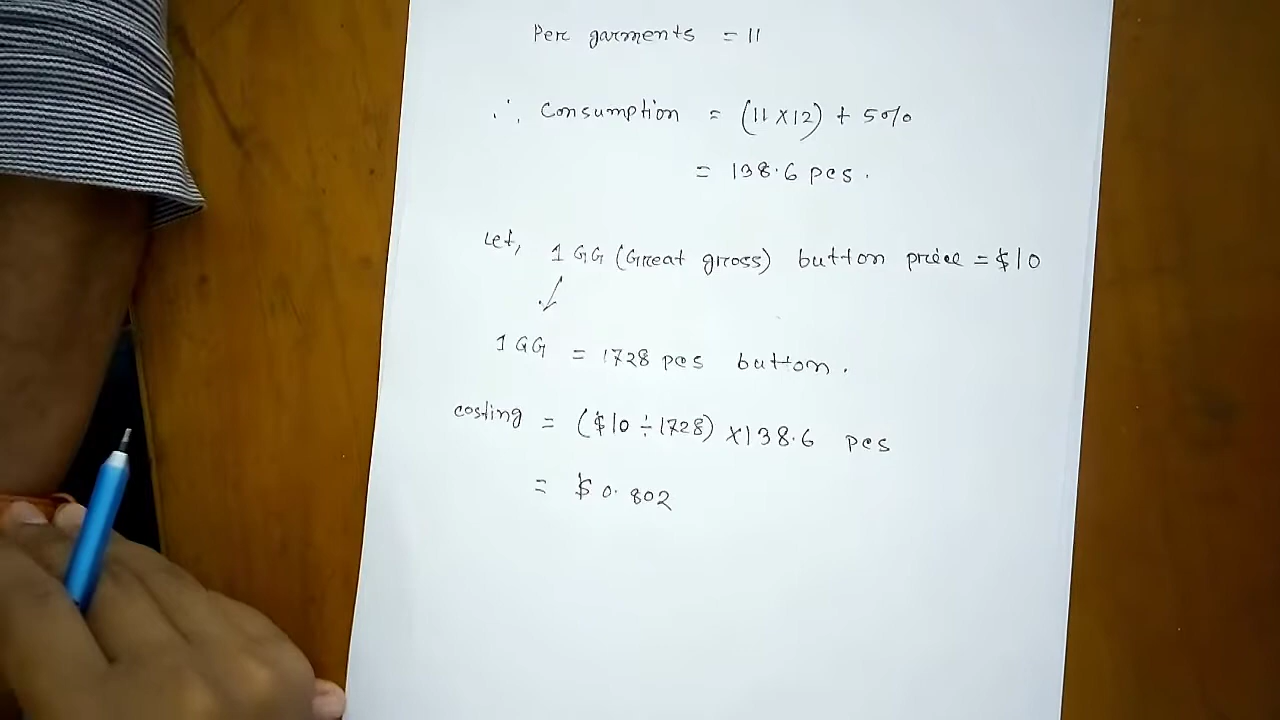 Per garments = 11
∴ Consumption = (11 × 12) + 5%
= 138.6 pcs.
Let, 1 GG (Great gross) button price = $10
↓
1 GG = 1728 pcs button.
costing = ($10 ÷ 1728) × 138.6 pcs
= $ 0.802